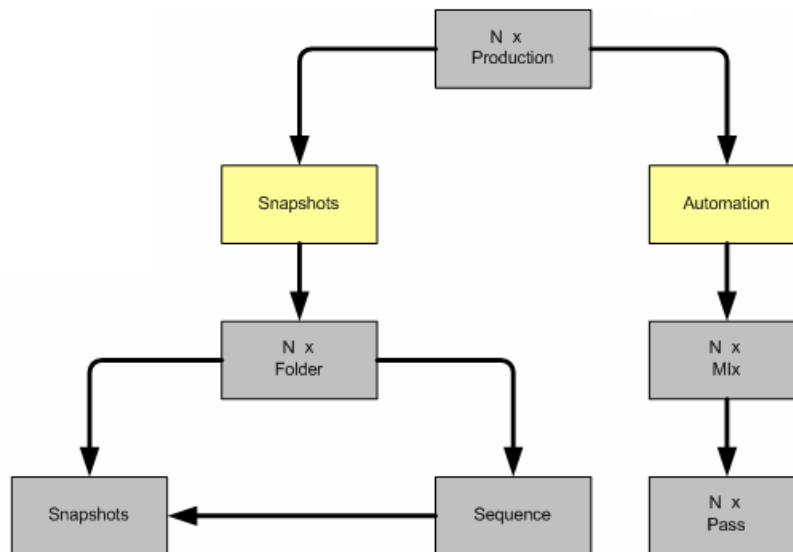 N x
Production
Snapshots
Automation
N x
Folder
N x
MIx
Snapshots
Sequence
N x
Pass